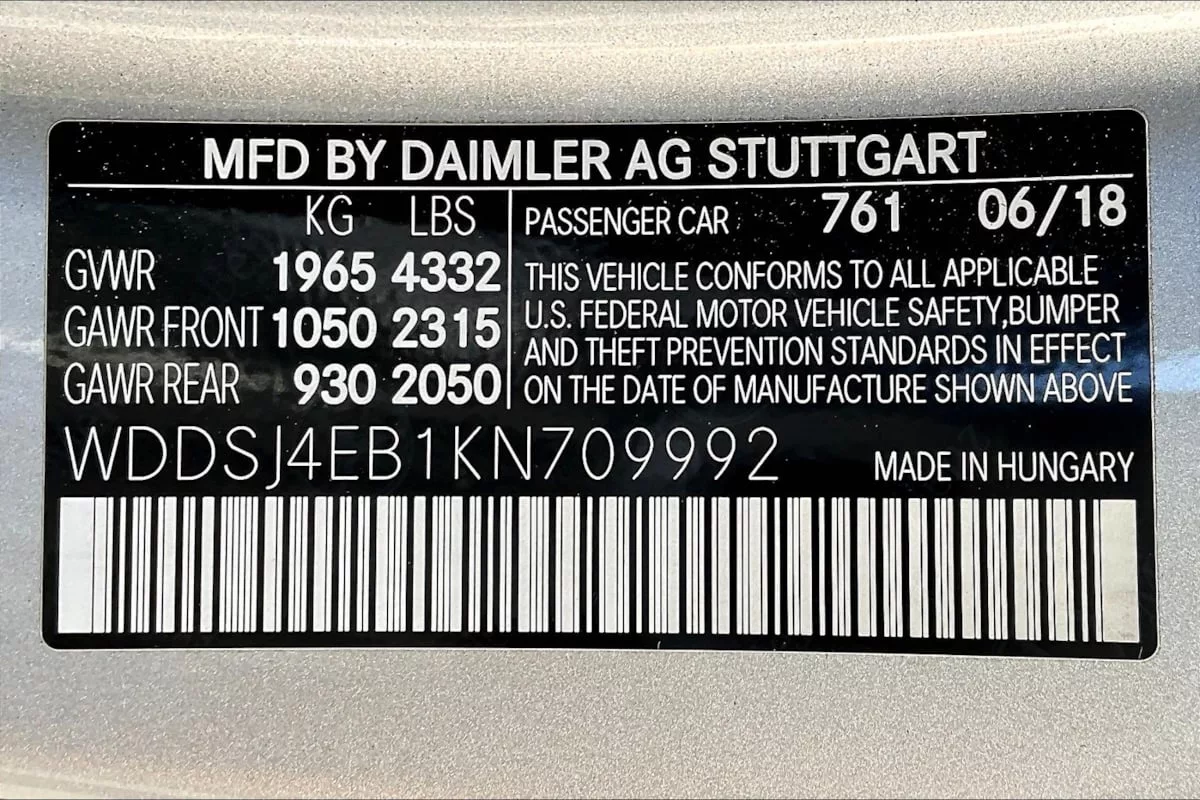 MFD BY DAIMLER AG STUTTGART
KG LBS
GVWR 1965 4332
GAWR FRONT 1050 2315
GAWR REAR 930 2050
PASSENGER CAR 761 06/18
THIS VEHICLE CONFORMS TO ALL APPLICABLE
U.S. FEDERAL MOTOR VEHICLE SAFETY,BUMPER
AND THEFT PREVENTION STANDARDS IN EFFECT
ON THE DATE OF MANUFACTURE SHOWN ABOVE
WDDSJ4EB1KN709992
MADE IN HUNGARY